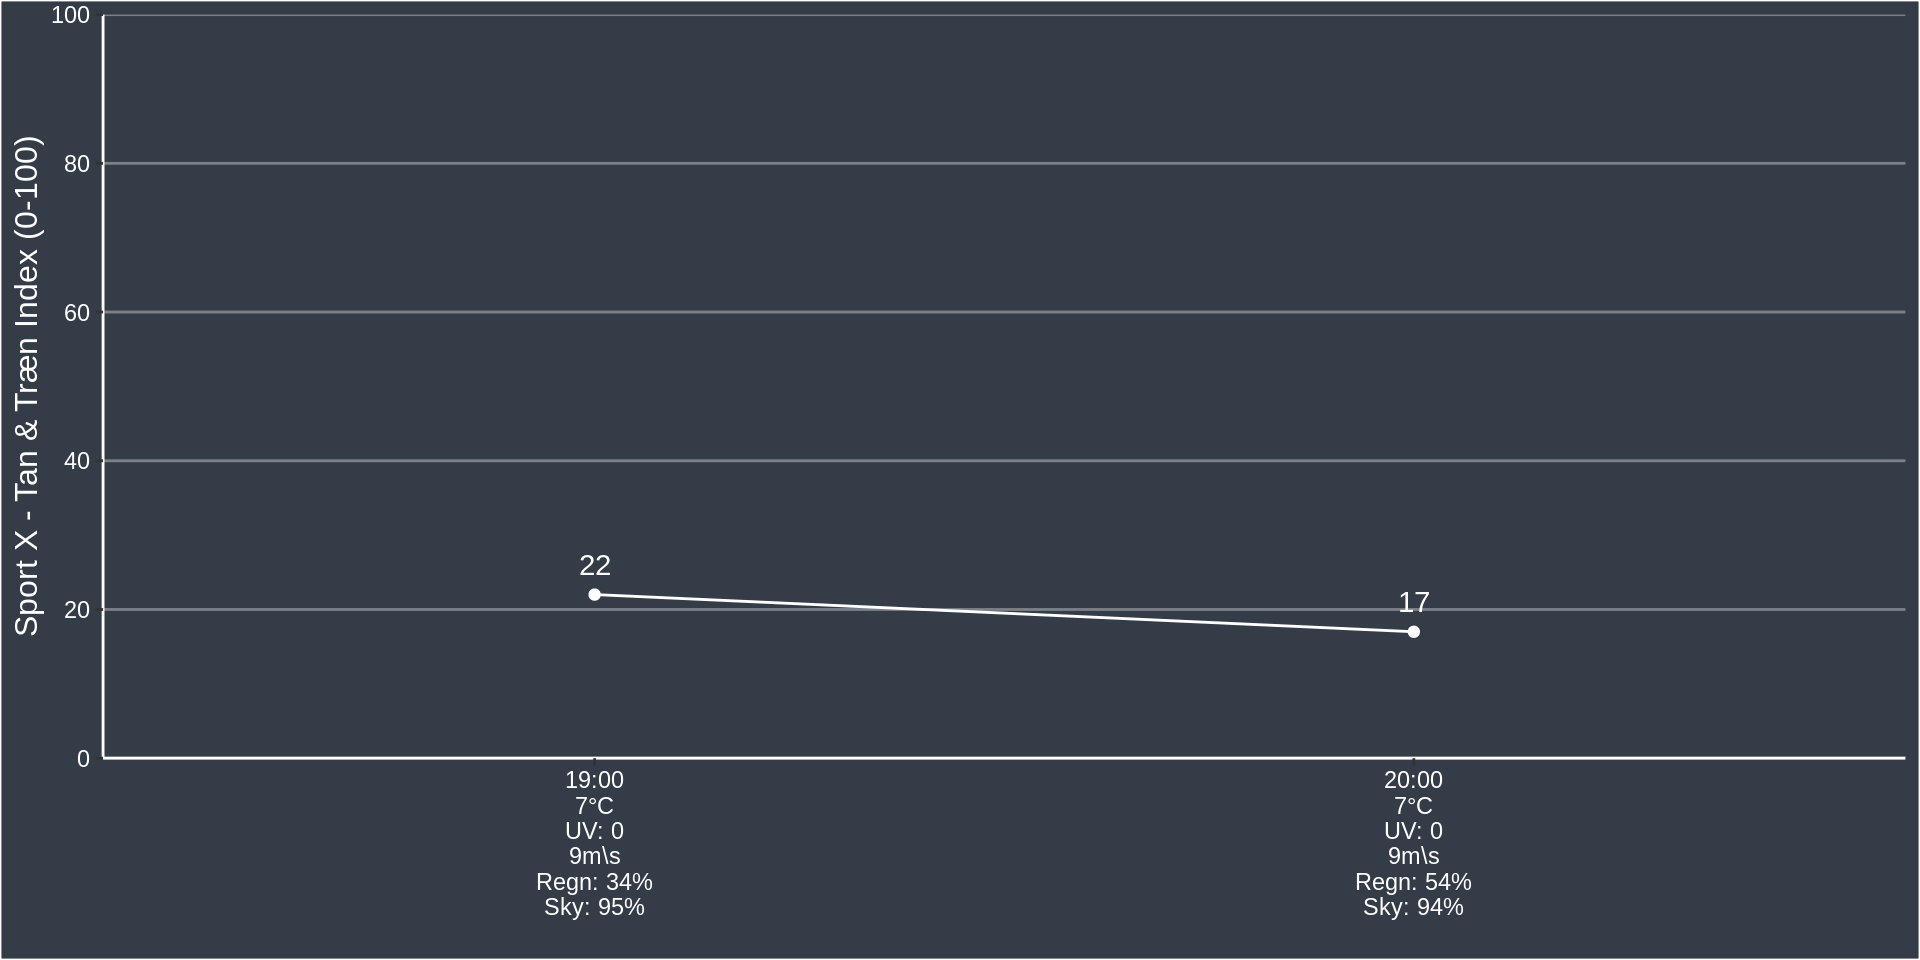 Sport X - Tan & Træn Index (0-100)
100
80
60
40
20
0
22
17
19:00
7°C
UV: 0
9m\s
Regn: 34%
Sky: 95%
20:00
7°C
UV: 0
9m\s
Regn: 54%
Sky: 94%